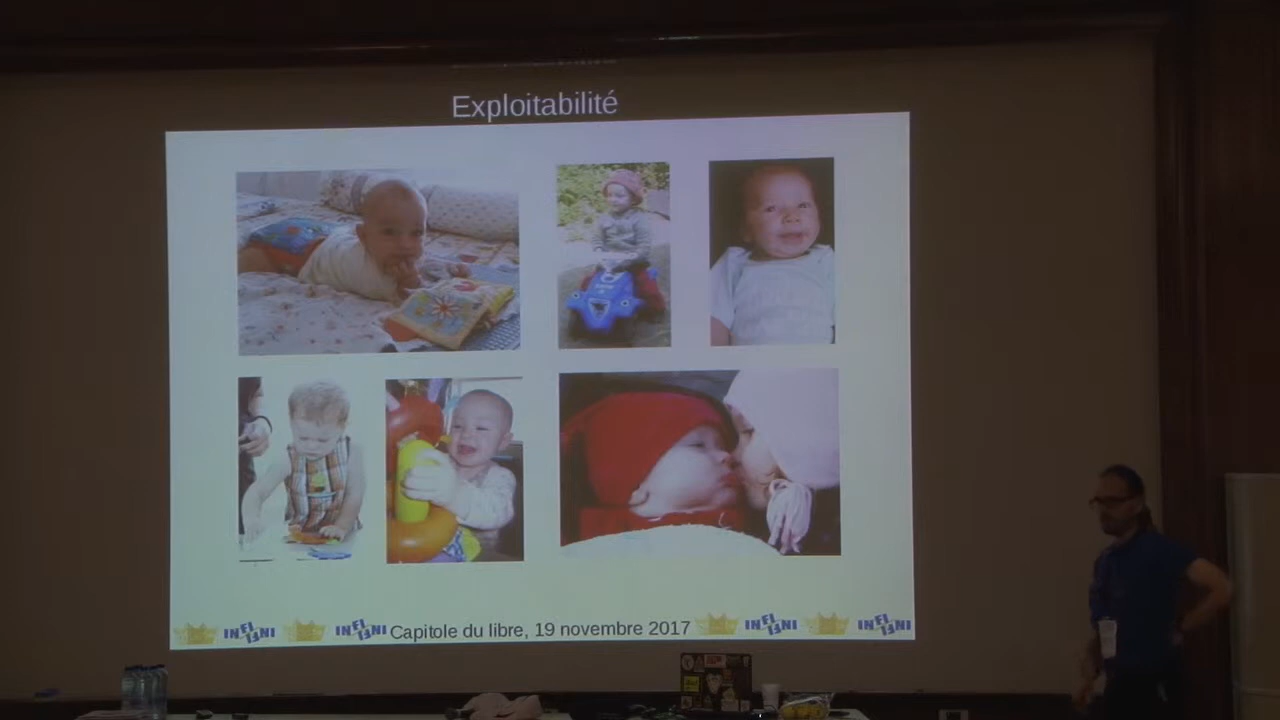 Exploitabilité
INFINI
INFINI
Capitole du libre, 19 novembre 2017
INFINI
INFINI